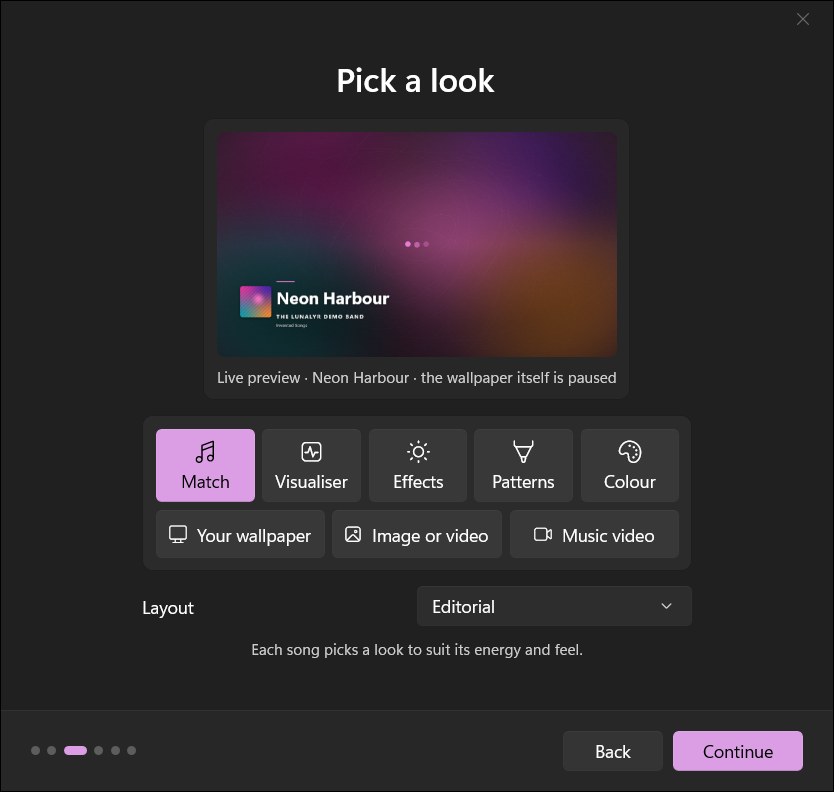 Pick a look
Neon Harbour
THE LUNALYR DEMO BAND
Essential Songs
Live preview · Neon Harbour · the wallpaper itself is paused
Match
Visualiser
Effects
Patterns
Colour
Your wallpaper
Image or video
Music video
Layout
Editorial
Each song picks a look to suit its energy and feel.
Back
Continue